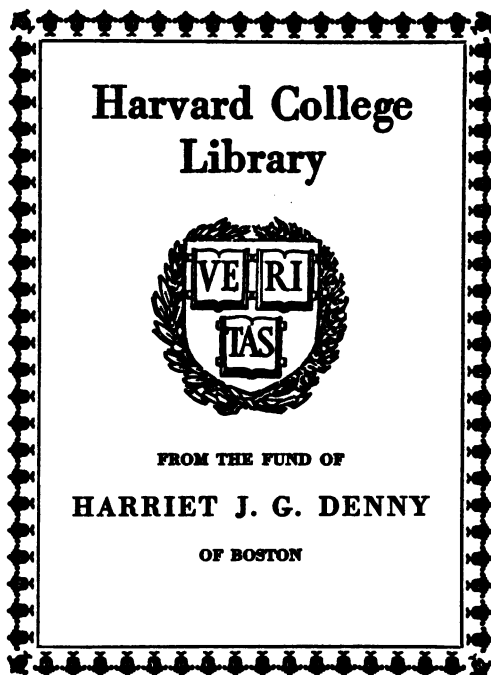 Harvard College
Library
VE RI
TAS
FROM THE FUND OF
HARRIET J. G. DENNY
OF BOSTON